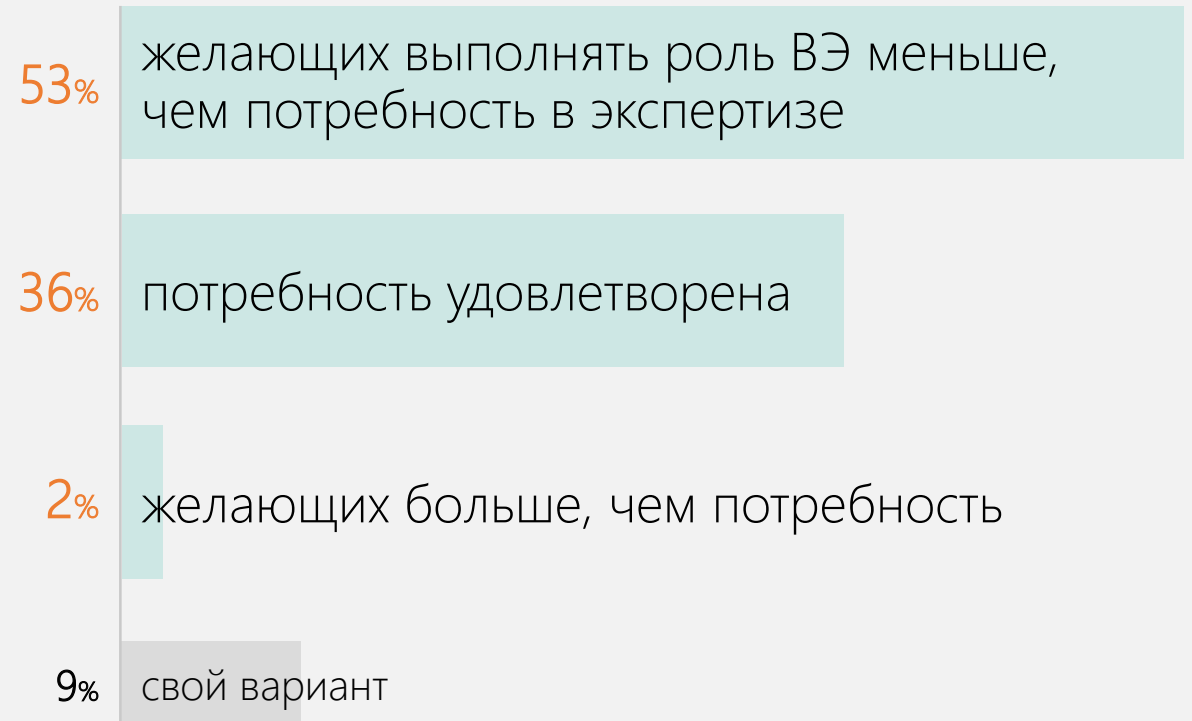 53%
желающих выполнять роль ВЭ меньше,
чем потребность в экспертизе
36%
потребность удовлетворена
2%
желающих больше, чем потребность
9%
свой вариант